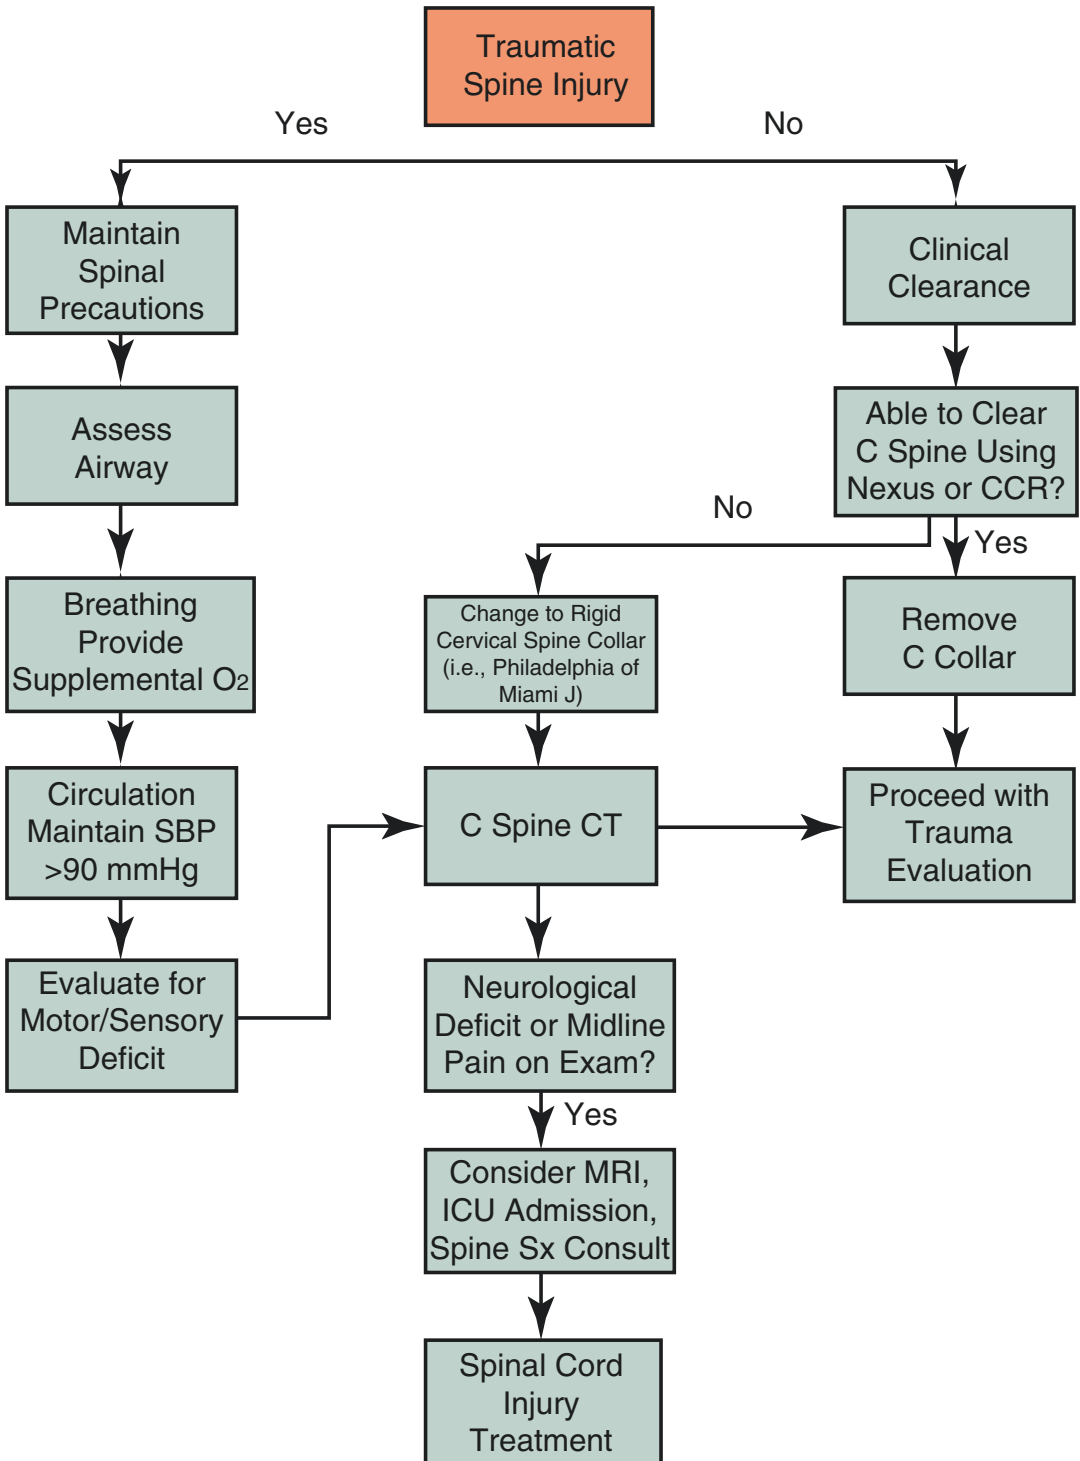 Traumatic
Spine Injury
Yes
No
Maintain
Spinal
Precautions
Clinical
Clearance
Assess
Airway
Able to Clear
C Spine Using
Nexus or CCR?
No
Yes
Breathing
Provide
Supplemental O2
Change to Rigid
Cervical Spine Collar
(i.e., Philadelphia of
Miami J)
Remove
C Collar
Circulation
Maintain SBP
>90 mmHg
C Spine CT
Proceed with
Trauma
Evaluation
Evaluate for
Motor/Sensory
Deficit
Neurological
Deficit or Midline
Pain on Exam?
Yes
Consider MRI,
ICU Admission,
Spine Sx Consult
Spinal Cord
Injury
Treatment